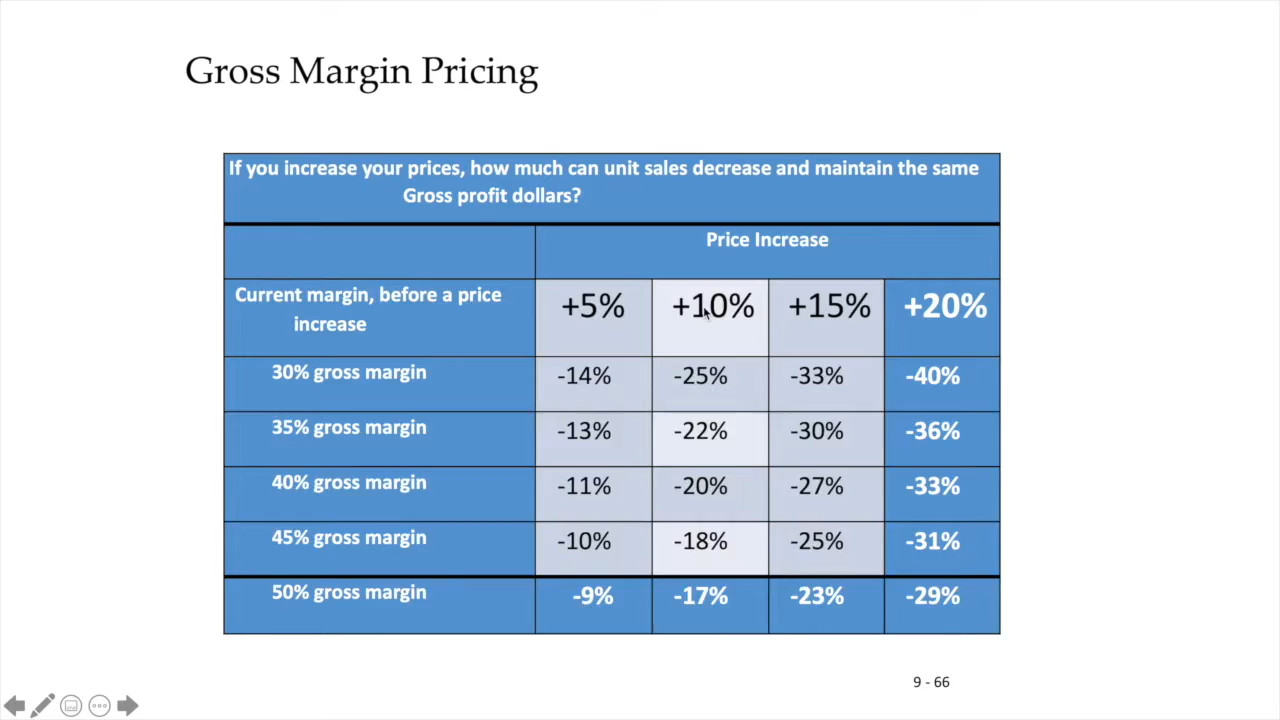 Gross Margin Pricing
If you increase your prices, how much can unit sales decrease and maintain the same
Gross profit dollars?
Price Increase
Current margin, before a price
increase
+5% +10% +15% +20%
30% gross margin -14% -25% -33% -40%
35% gross margin -13% -22% -30% -36%
40% gross margin -11% -20% -27% -33%
45% gross margin -10% -18% -25% -31%
50% gross margin -9% -17% -23% -29%
9 - 66